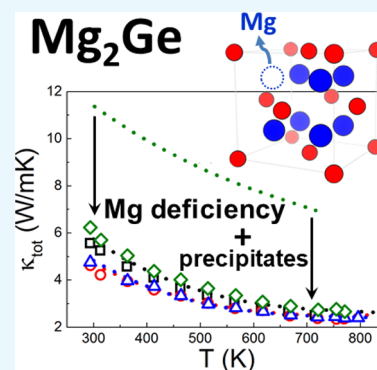 Mg₂Ge
Mg
12
10
8
6
4
2
κtot (W/mK)
Mg deficiency
+
precipitates
300 400 500 600 700 800
T (K)